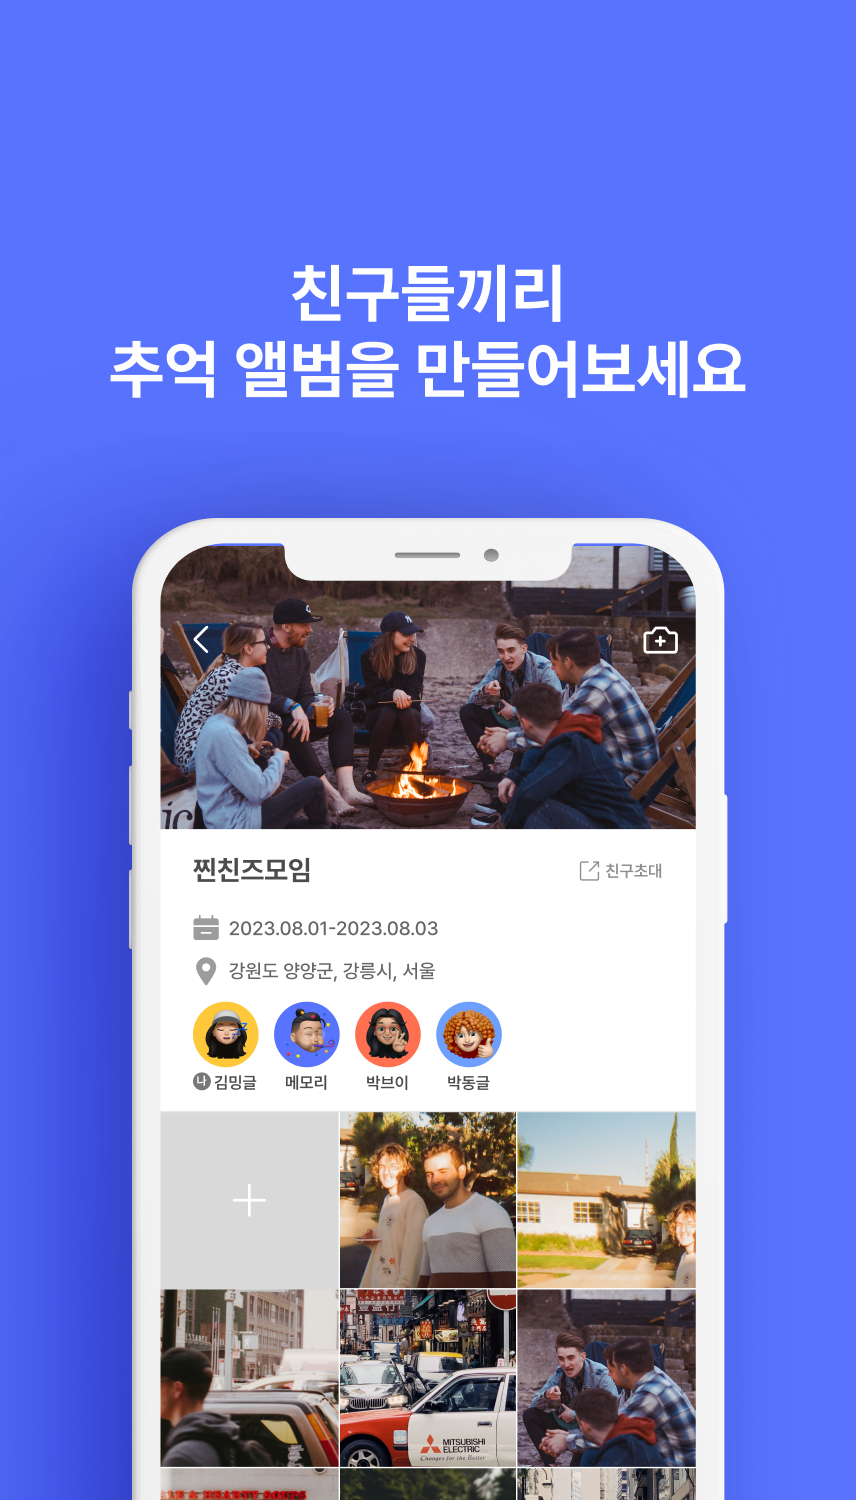 친구들끼리
추억 앨범을 만들어보세요
찐친즈모임
친구초대
2023.08.01-2023.08.03
강원도 양양군, 강릉시, 서울
나 김밍글
메모리
박브이
박동글
MITSUBISHI
ELECTRIC
Changes for the Better
& HEARTY SOUPS